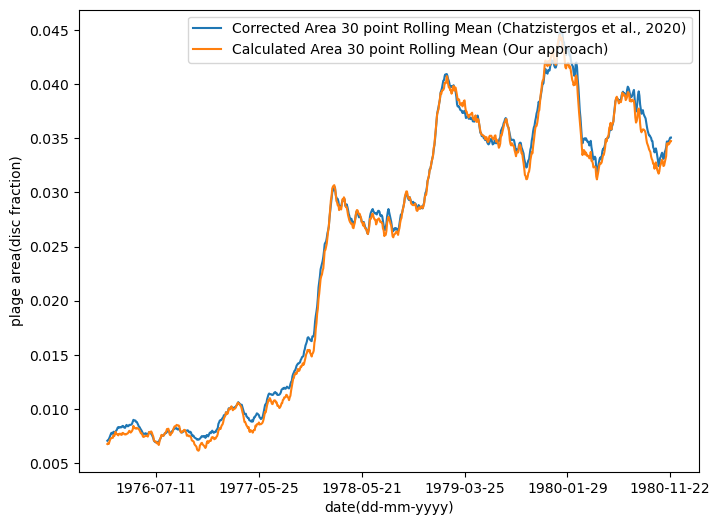 Corrected Area 30 point Rolling Mean (Chatzistergos et al., 2020)
Calculated Area 30 point Rolling Mean (Our approach)
0.045
0.040
0.035
0.030
0.025
0.020
0.015
0.010
0.005
plage area(disc fraction)
1976-07-11 1977-05-25 1978-05-21 1979-03-25 1980-01-29 1980-11-22
date(dd-mm-yyyy)